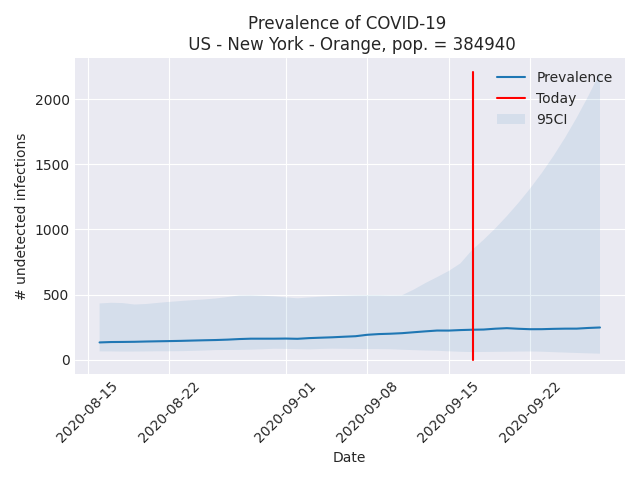 Prevalence of COVID-19
US - New York - Orange, pop. = 384940
Prevalence
Today
95CI
# undetected infections
2000
1500
1000
500
0
2020-08-15
2020-08-22
2020-09-01
2020-09-08
2020-09-15
2020-09-22
Date